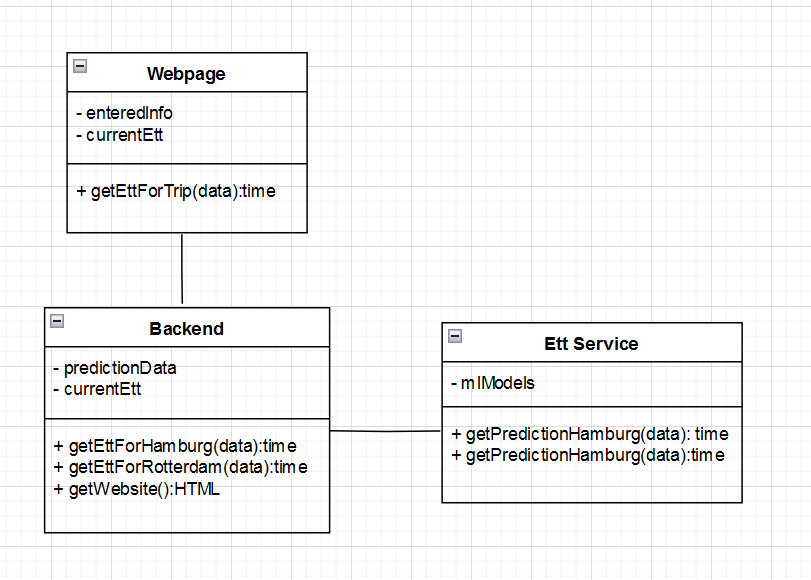 Webpage
- enteredInfo
- currentEtt
+ getEttForTrip(data):time
Backend
- predictionData
- currentEtt
+ getEttForHamburg(data):time
+ getEttForRotterdam(data):time
+ getWebsite():HTML
Ett Service
- mlModels
+ getPredictionHamburg(data): time
+ getPredictionHamburg(data):time